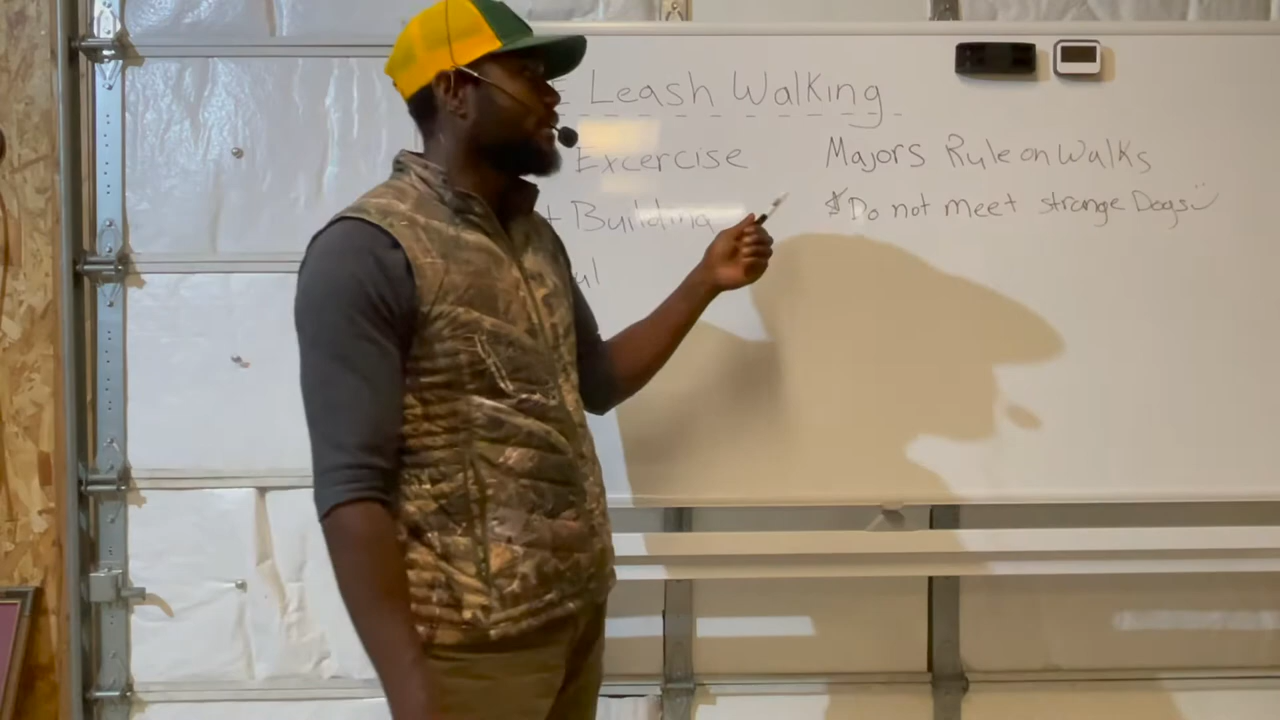 Leash Walking
Excercise
Building
Majors Rule on Walks
Do not meet strange Dogs